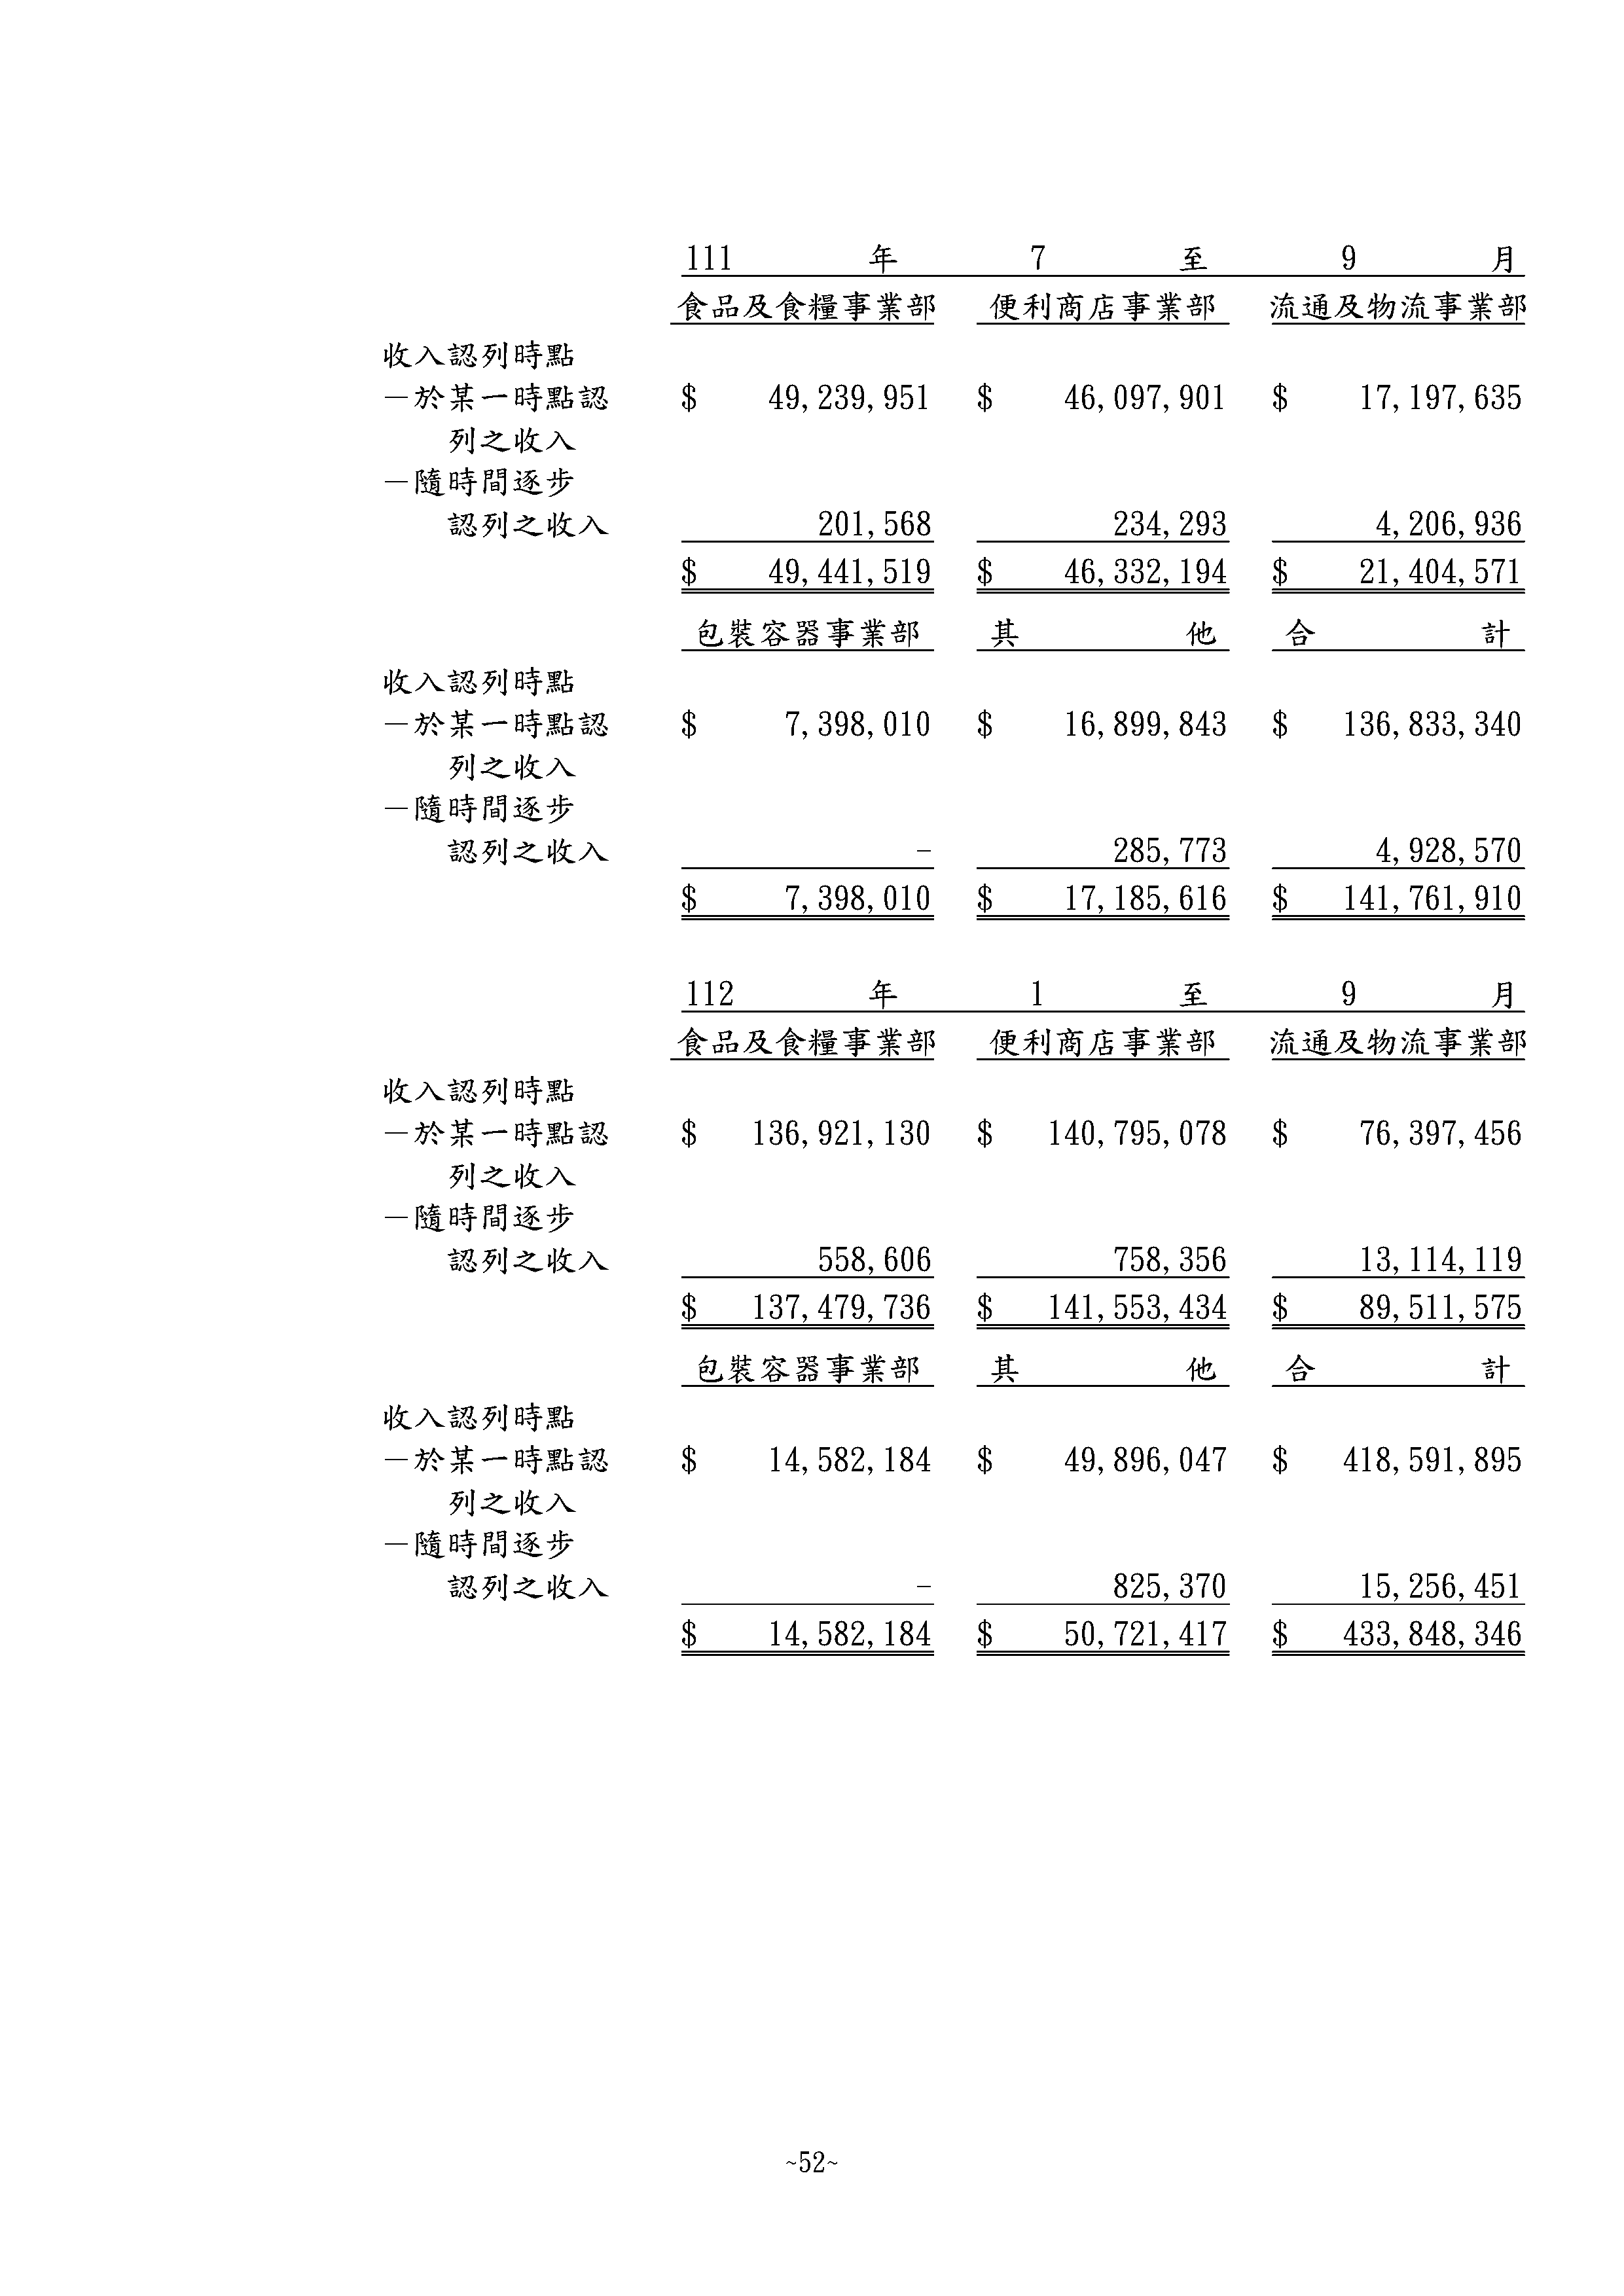 111 年 7 至 9 月
食品及食糧事業部 便利商店事業部 流通及物流事業部
收入認列時點
－於某一時點認 $ 49,239,951 $ 46,097,901 $ 17,197,635
列之收入
－隨時間逐步
認列之收入 201,568 234,293 4,206,936
$ 49,441,519 $ 46,332,194 $ 21,404,571
包裝容器事業部 其 他 合 計
收入認列時點
－於某一時點認 $ 7,398,010 $ 16,899,843 $ 136,833,340
列之收入
－隨時間逐步
認列之收入 - 285,773 4,928,570
$ 7,398,010 $ 17,185,616 $ 141,761,910
112 年 1 至 9 月
食品及食糧事業部 便利商店事業部 流通及物流事業部
收入認列時點
－於某一時點認 $ 136,921,130 $ 140,795,078 $ 76,397,456
列之收入
－隨時間逐步
認列之收入 558,606 758,356 13,114,119
$ 137,479,736 $ 141,553,434 $ 89,511,575
包裝容器事業部 其 他 合 計
收入認列時點
－於某一時點認 $ 14,582,184 $ 49,896,047 $ 418,591,895
列之收入
－隨時間逐步
認列之收入 - 825,370 15,256,451
$ 14,582,184 $ 50,721,417 $ 433,848,346
~52~